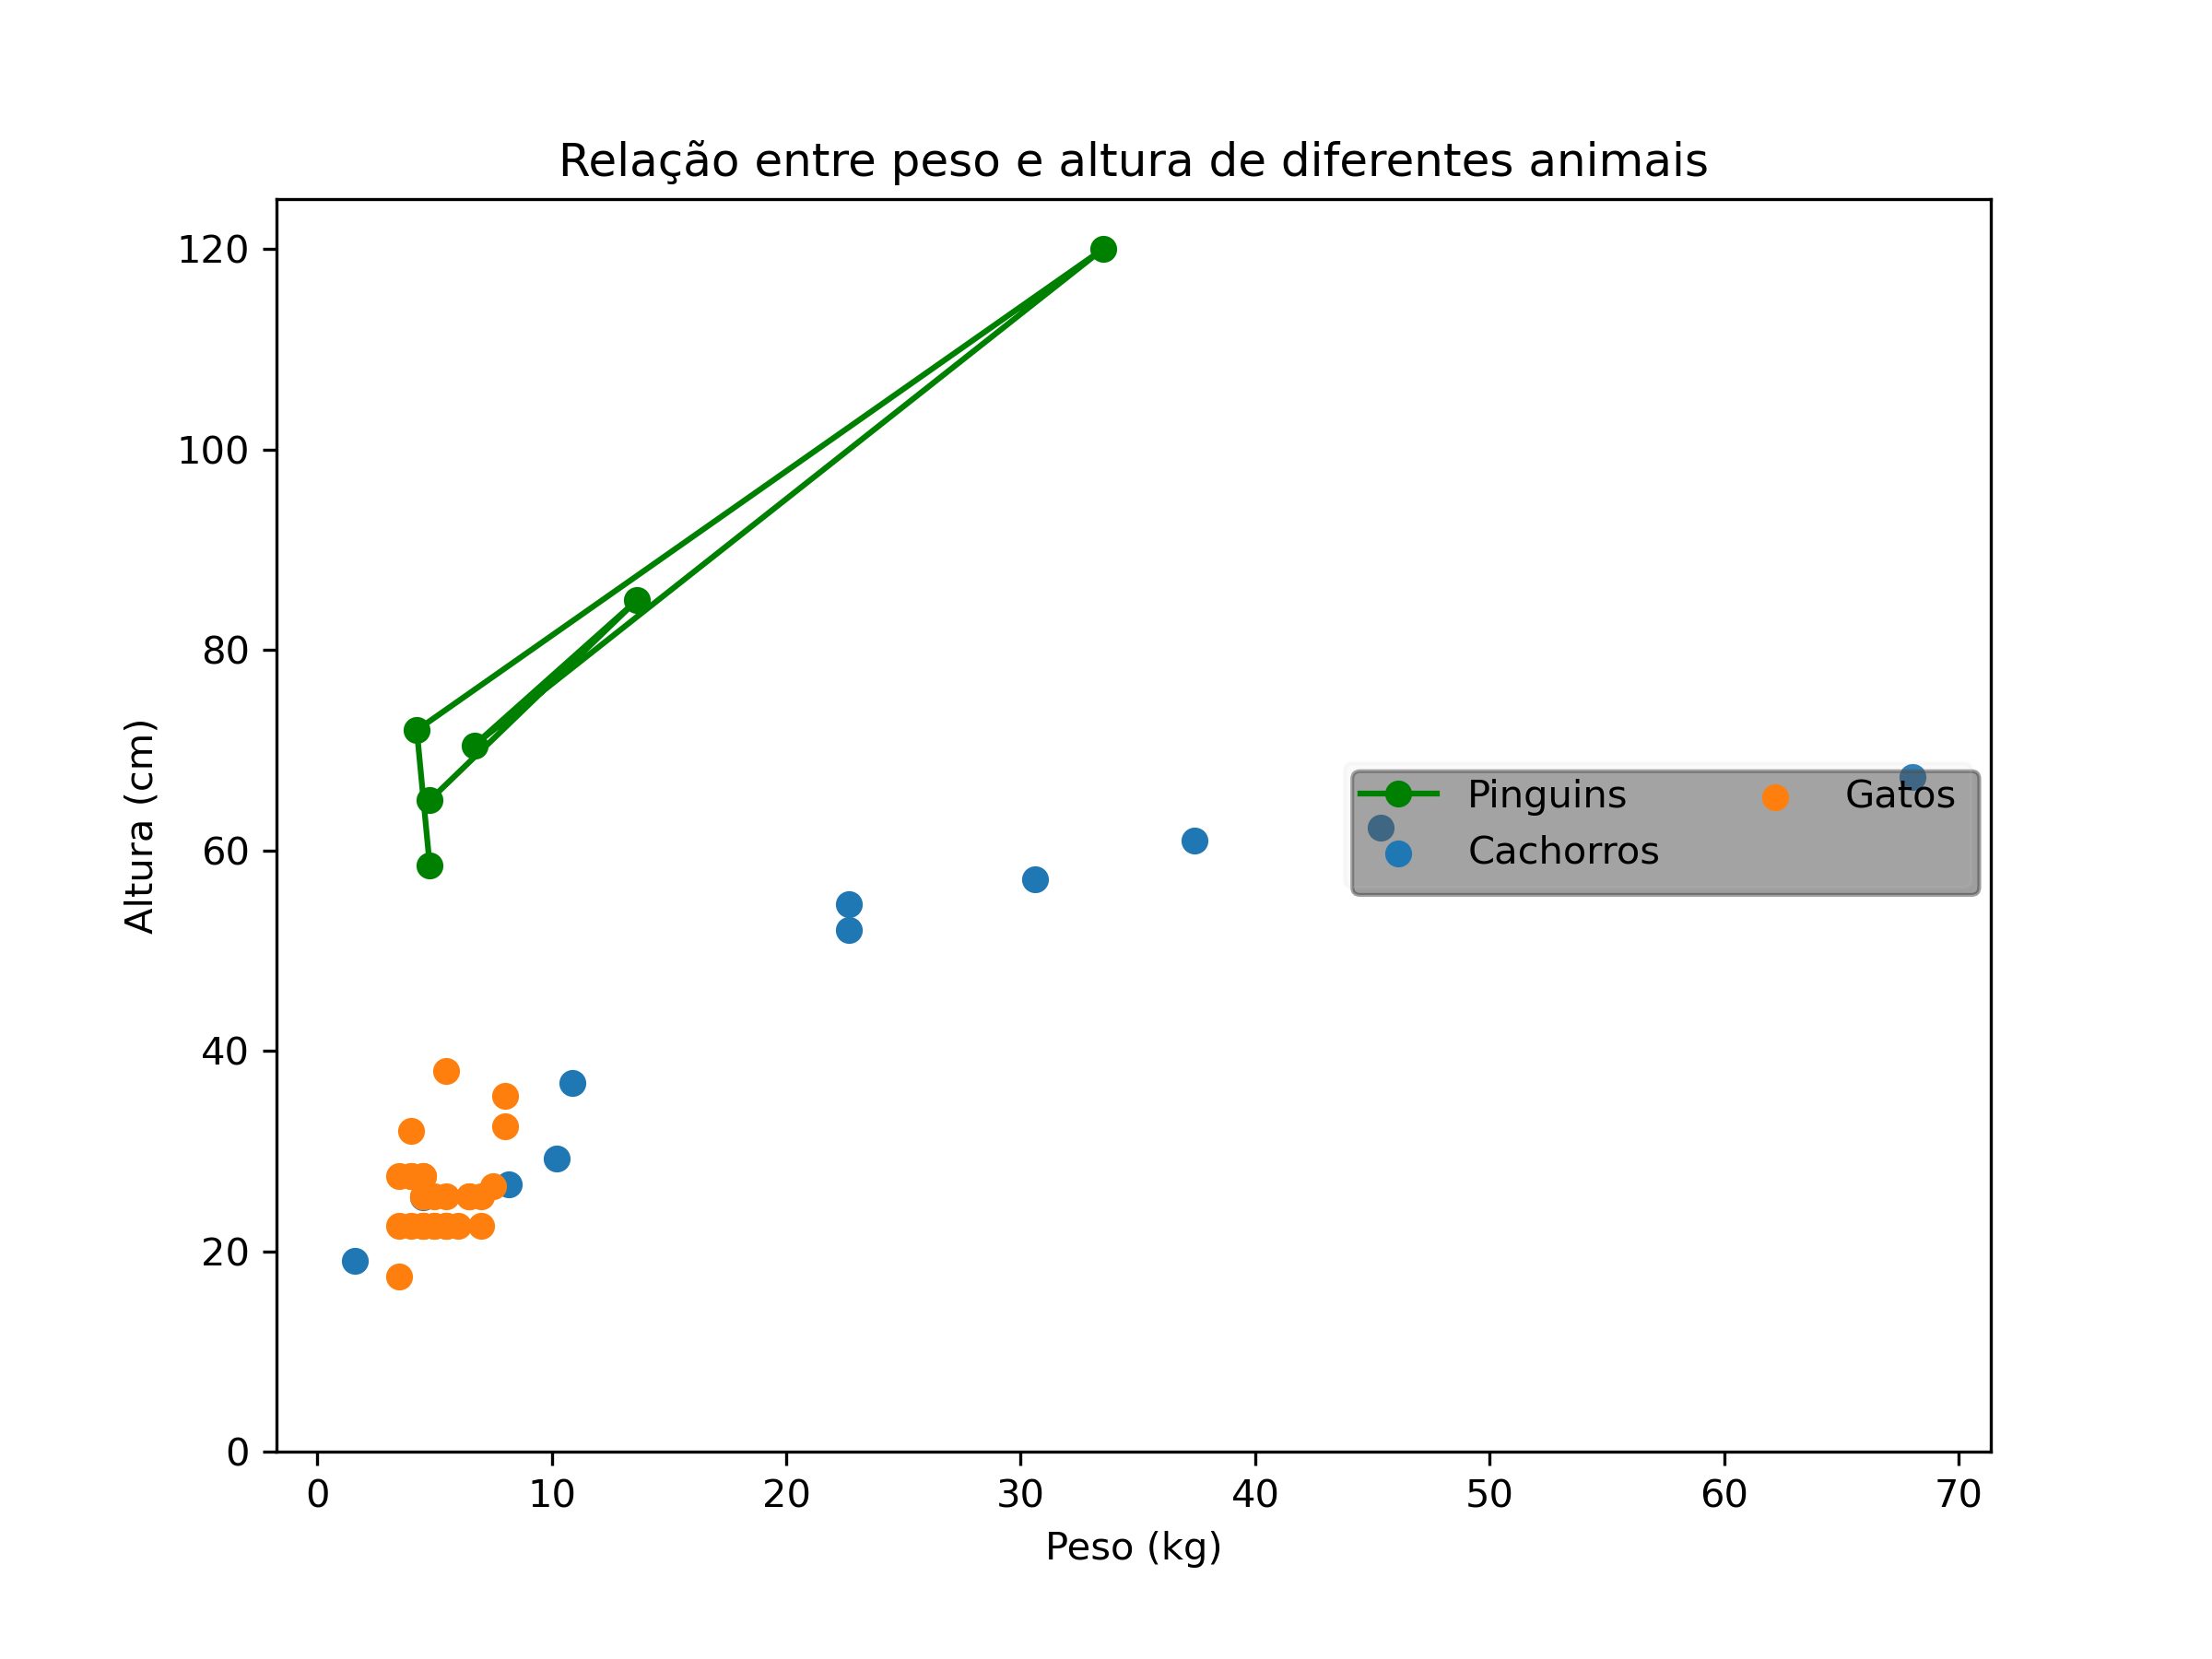 Relação entre peso e altura de diferentes animais
120
100
80
60
40
20
0
Altura (cm)
Pinguins
Gatos
Cachorros
0 10 20 30 40 50 60 70
Peso (kg)